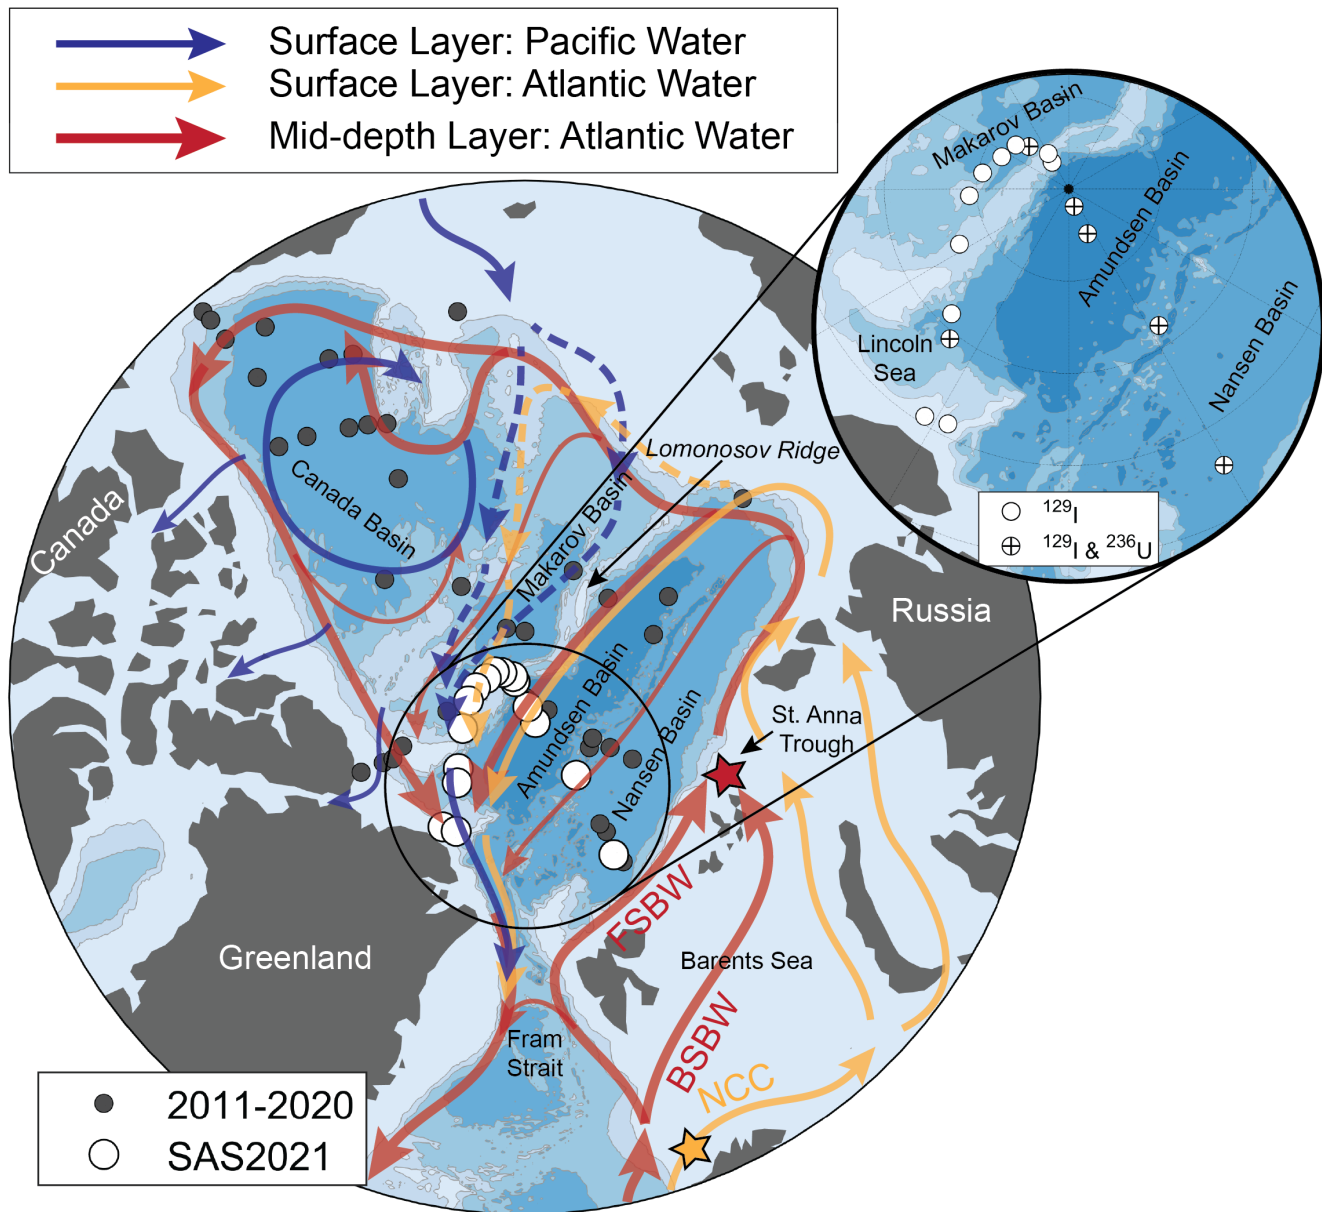 Surface Layer: Pacific Water
Surface Layer: Atlantic Water
Mid-depth Layer: Atlantic Water
Makarov Basin
Amundsen Basin
Nansen Basin
Lincoln
Sea
129I
129I & 236U
Lomonosov Ridge
Canada
Canada Basin
Makarov Basin
Russia
Amundsen Basin
Nansen Basin
St. Anna
Trough
Greenland
FSBW
Barents Sea
BSBW
Fram
Strait
NCC
2011-2020
SAS2021